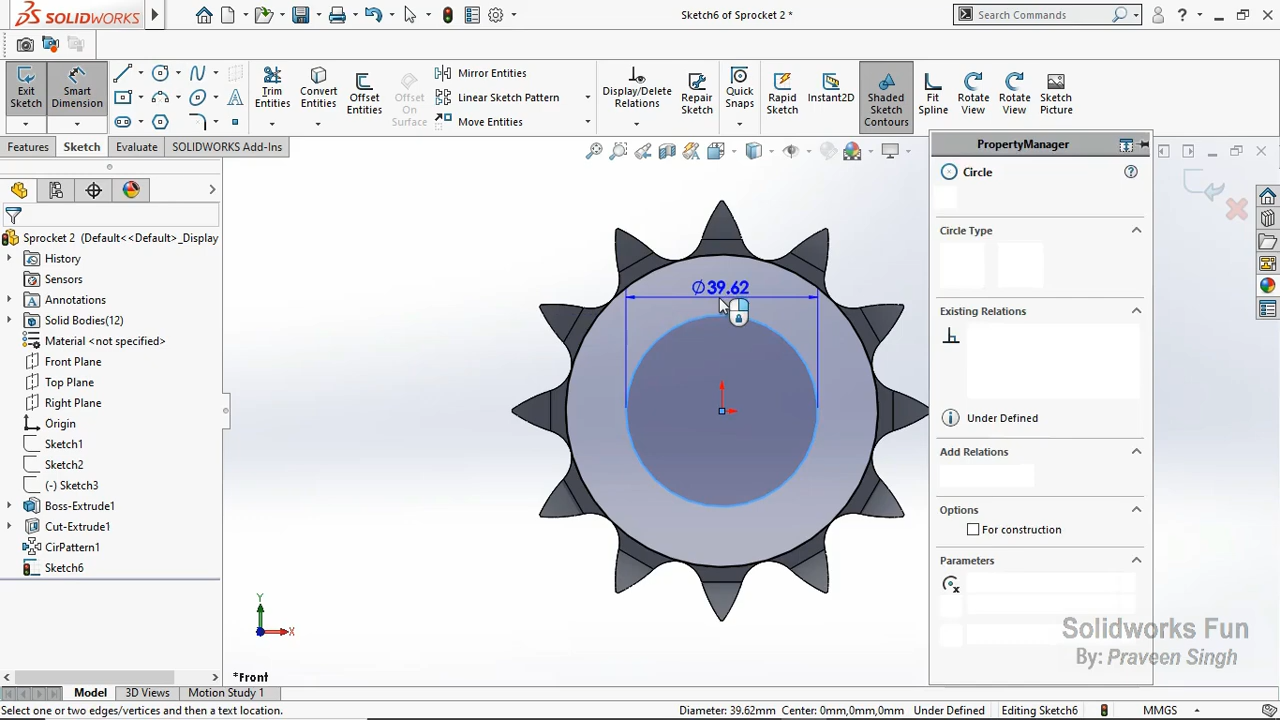 SOLIDWORKS
Sketch6 of Sprocket 2 *
Search Commands
?
Exit Sketch
Smart Dimension
Trim Entities
Convert Entities
Offset Entities
Offset On Surface
Mirror Entities
Linear Sketch Pattern
Move Entities
Display/Delete Relations
Repair Sketch
Quick Snaps
Rapid Sketch
Instant2D
Shaded Sketch Contours
Fit Spline
Rotate View
Rotate View
Sketch Picture
Features
Sketch
Evaluate
SOLIDWORKS Add-Ins
Sprocket 2 (Default<<Default>_Display
History
Sensors
Annotations
Solid Bodies(12)
Material <not specified>
Front Plane
Top Plane
Right Plane
Origin
Sketch1
Sketch2
(-) Sketch3
Boss-Extrude1
Cut-Extrude1
CirPattern1
Sketch6
∅39.62
Y
X
*Front
PropertyManager
Circle
Circle Type
Existing Relations
Under Defined
Add Relations
Options
For construction
Parameters
Solidworks Fun
By: Praveen Singh
Model
3D Views
Motion Study 1
Select one or two edges/vertices and then a text location.
Diameter: 39.62mm Center: 0mm,0mm,0mm
Under Defined
Editing Sketch6
MMGS